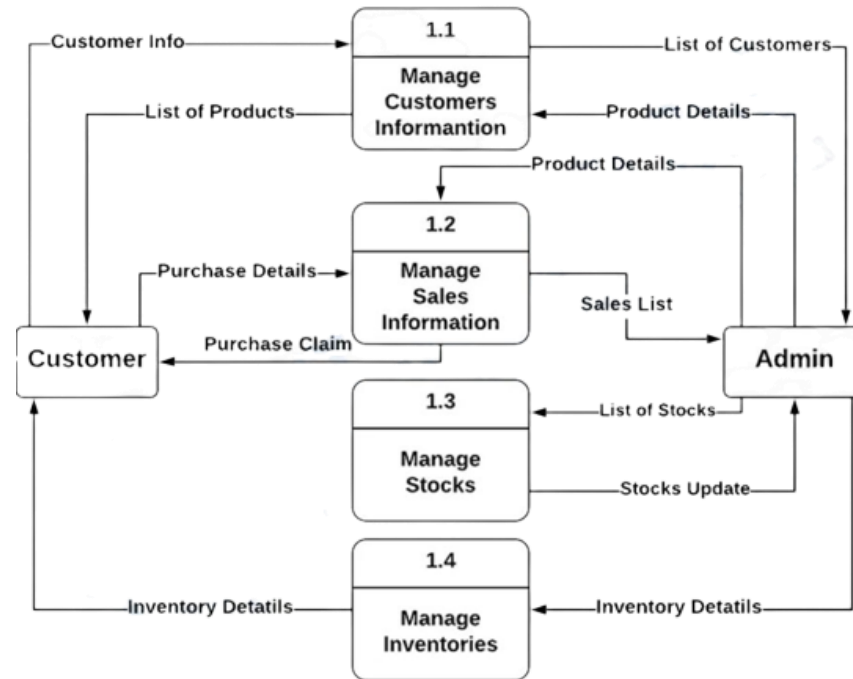 1.1
Customer Info
List of Customers
Manage
Customers
Informantion
List of Products
Product Details
Product Details
1.2
Manage
Sales
Information
Purchase Details
Sales List
Purchase Claim
Customer
Admin
1.3
List of Stocks
Manage
Stocks
Stocks Update
1.4
Manage
Inventories
Inventory Detatils
Inventory Detatils